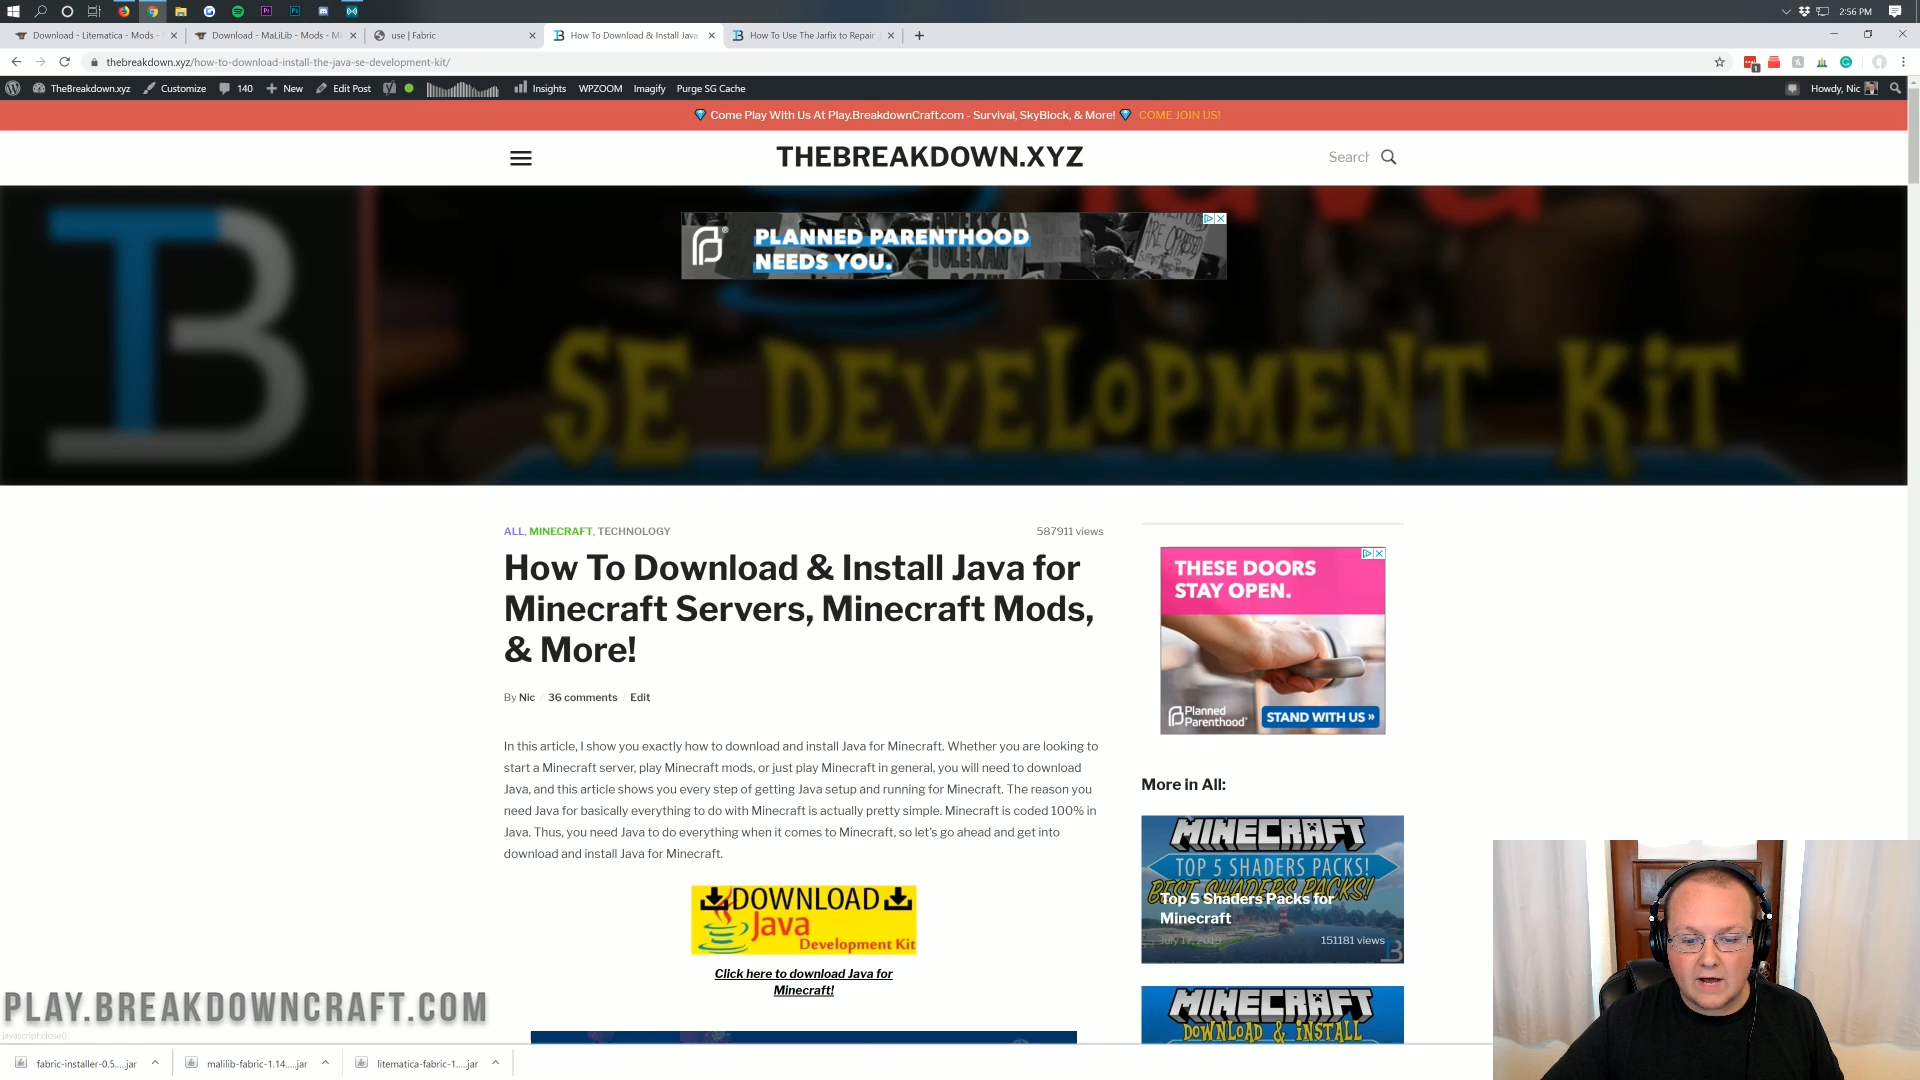 2:56 PM
Download - Litematica - Mods -
Download - MaLiLib - Mods - Mi
use | Fabric
How To Download & Install Java
How To Use The Jarfix to Repair
thebreakdown.xyz/how-to-download-install-the-java-se-development-kit/
TheBreakdown.xyz
Customize
140
New
Edit Post
Insights
WPZOOM
Imagify
Purge SG Cache
Howdy, Nic
Come Play With Us At Play.BreakdownCraft.com - Survival, SkyBlock, & More!
COME JOIN US!
THEBREAKDOWN.XYZ
Search
PLANNED PARENTHOOD
NEEDS YOU.
SE DEVELOPMENT KIT
ALL, MINECRAFT, TECHNOLOGY
587911 views
How To Download & Install Java for
Minecraft Servers, Minecraft Mods,
& More!
By Nic / 36 comments / Edit
In this article, I show you exactly how to download and install Java for Minecraft. Whether you are looking to
start a Minecraft server, play Minecraft mods, or just play Minecraft in general, you will need to download
Java, and this article shows you every step of getting Java setup and running for Minecraft. The reason you
need Java for basically everything to do with Minecraft is actually pretty simple. Minecraft is coded 100% in
Java. Thus, you need Java to do everything when it comes to Minecraft, so let's go ahead and get into
download and install Java for Minecraft.
DOWNLOAD
Java
Development Kit
Click here to download Java for
Minecraft!
THESE DOORS
STAY OPEN.
Planned
Parenthood
STAND WITH US »
More in All:
MINECRAFT
TOP 5 SHADERS PACKS!
BEST SHADERS PACKS!
Top 5 Shaders Packs for
Minecraft
July 17, 2019
151181 views
MINECRAFT
DOWNLOAD & INSTALL
PLAY.BREAKDOWNCRAFT.COM
javascript:close()
fabric-installer-0.5....jar
malilib-fabric-1.14....jar
litematica-fabric-1....jar